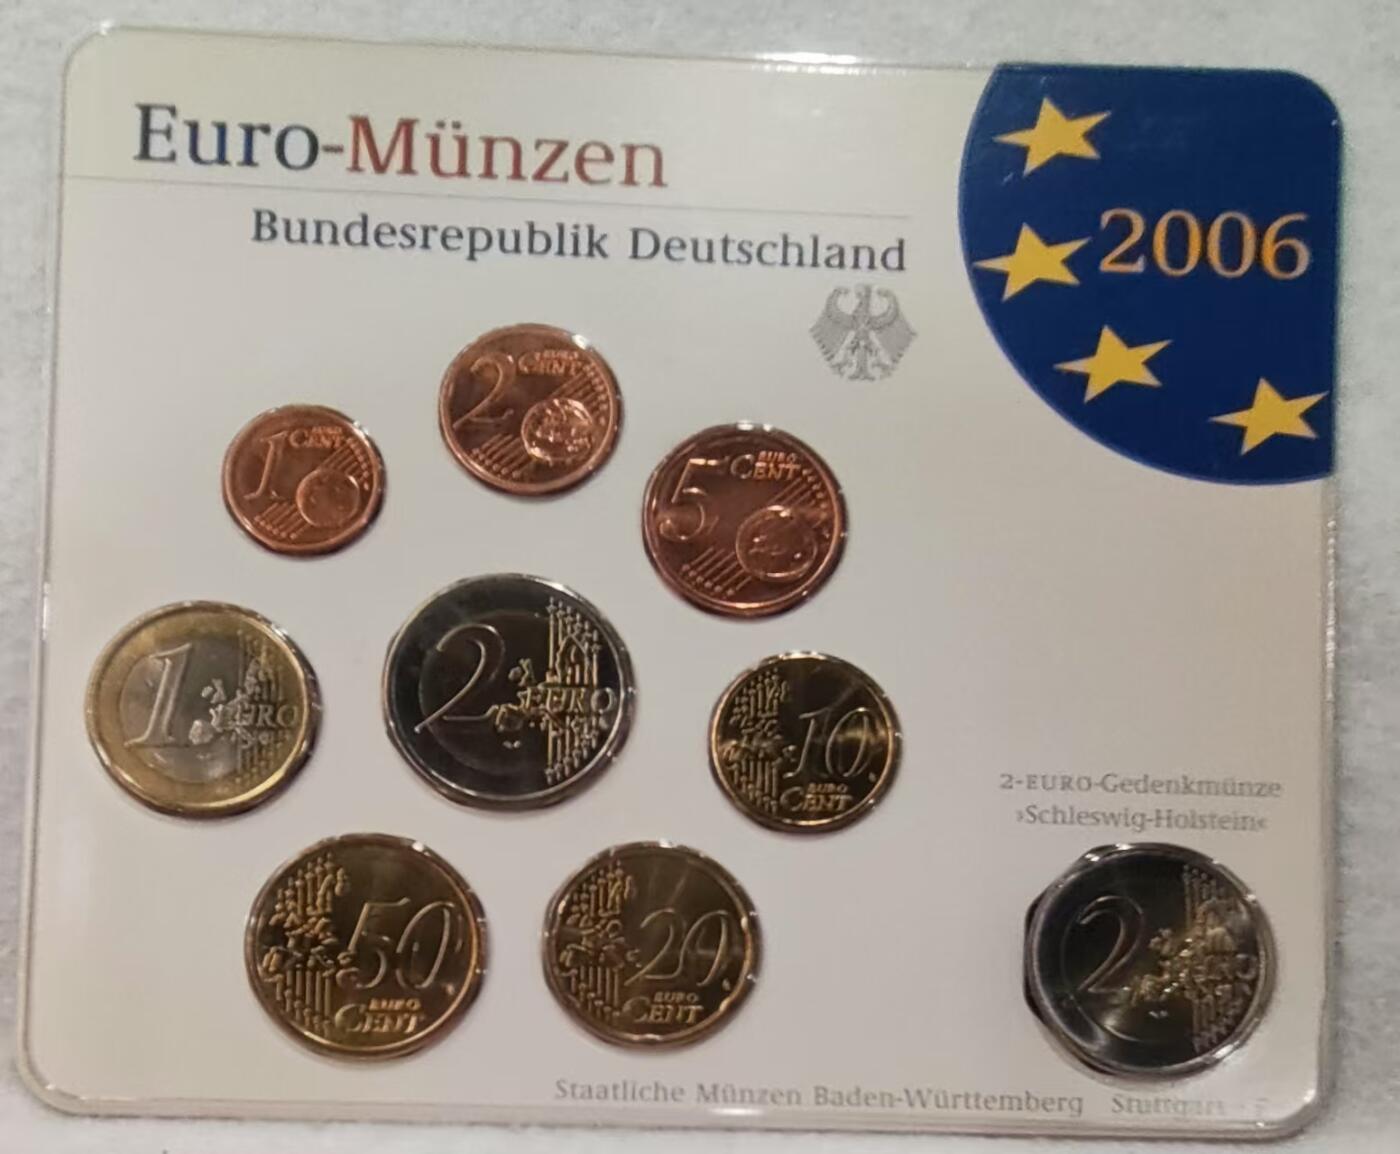 Euro-Münzen
Bundesrepublik Deutschland
2006
2 EURO CENT
1 EURO CENT
5 EURO CENT
1 EURO
2 EURO
10 EURO CENT
2-EURO-Gedenkmünze
›Schleswig-Holstein‹
50 EURO CENT
20 EURO CENT
2 EURO
Staatliche Münzen Baden-Württemberg Stuttgart - F